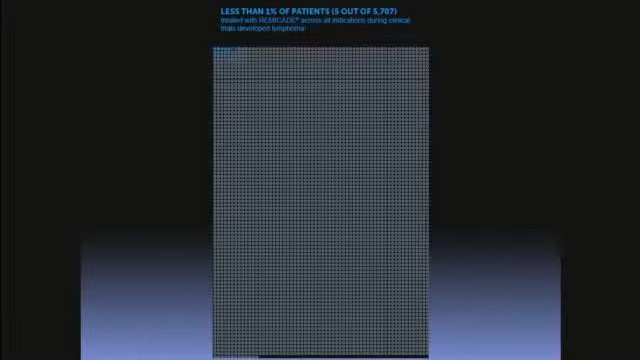 LESS THAN 1% OF PATIENTS (5 OUT OF 5,707)
treated with REMICADE® across all indications during clinical
trials developed lymphoma